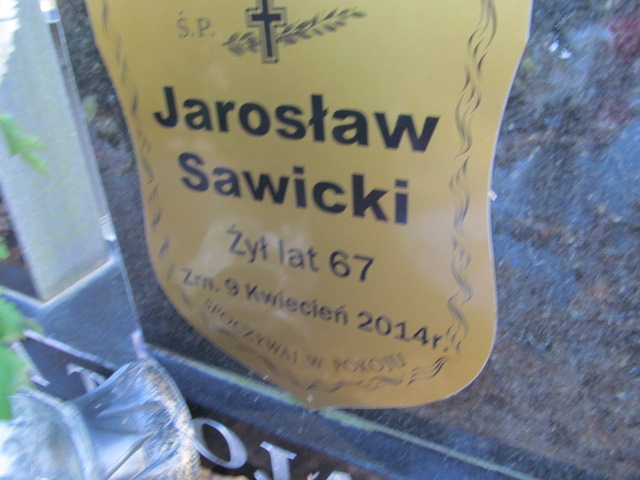 Ś.P.
Jarosław
Sawicki
Żył lat 67
Zm. 9 Kwiecień 2014r.
SPOCZYWAJ W POKOJU